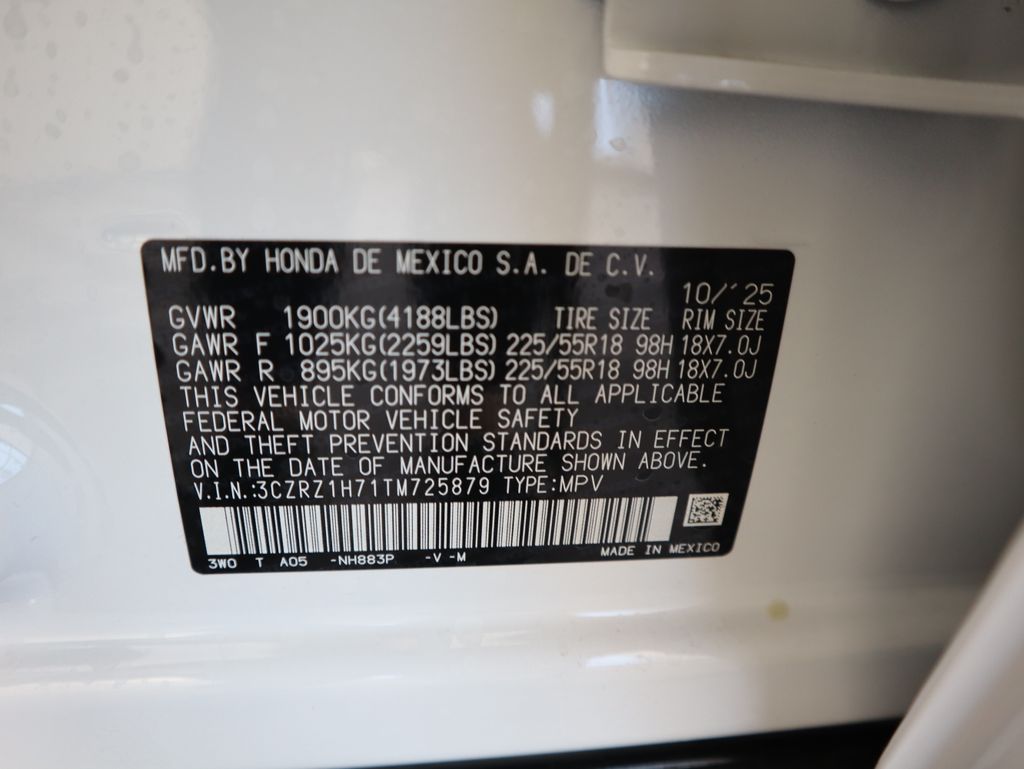 MFD.BY HONDA DE MEXICO S.A. DE C.V.
10/'25
GVWR 1900KG(4188LBS) TIRE SIZE RIM SIZE
GAWR F 1025KG(2259LBS) 225/55R18 98H 18X7.0J
GAWR R 895KG(1973LBS) 225/55R18 98H 18X7.0J
THIS VEHICLE CONFORMS TO ALL APPLICABLE
FEDERAL MOTOR VEHICLE SAFETY
AND THEFT PREVENTION STANDARDS IN EFFECT
ON THE DATE OF MANUFACTURE SHOWN ABOVE.
V.I.N.:3CZRZ1H71TM725879 TYPE:MPV
3W0 T A05 -NH883P -V -M MADE IN MEXICO